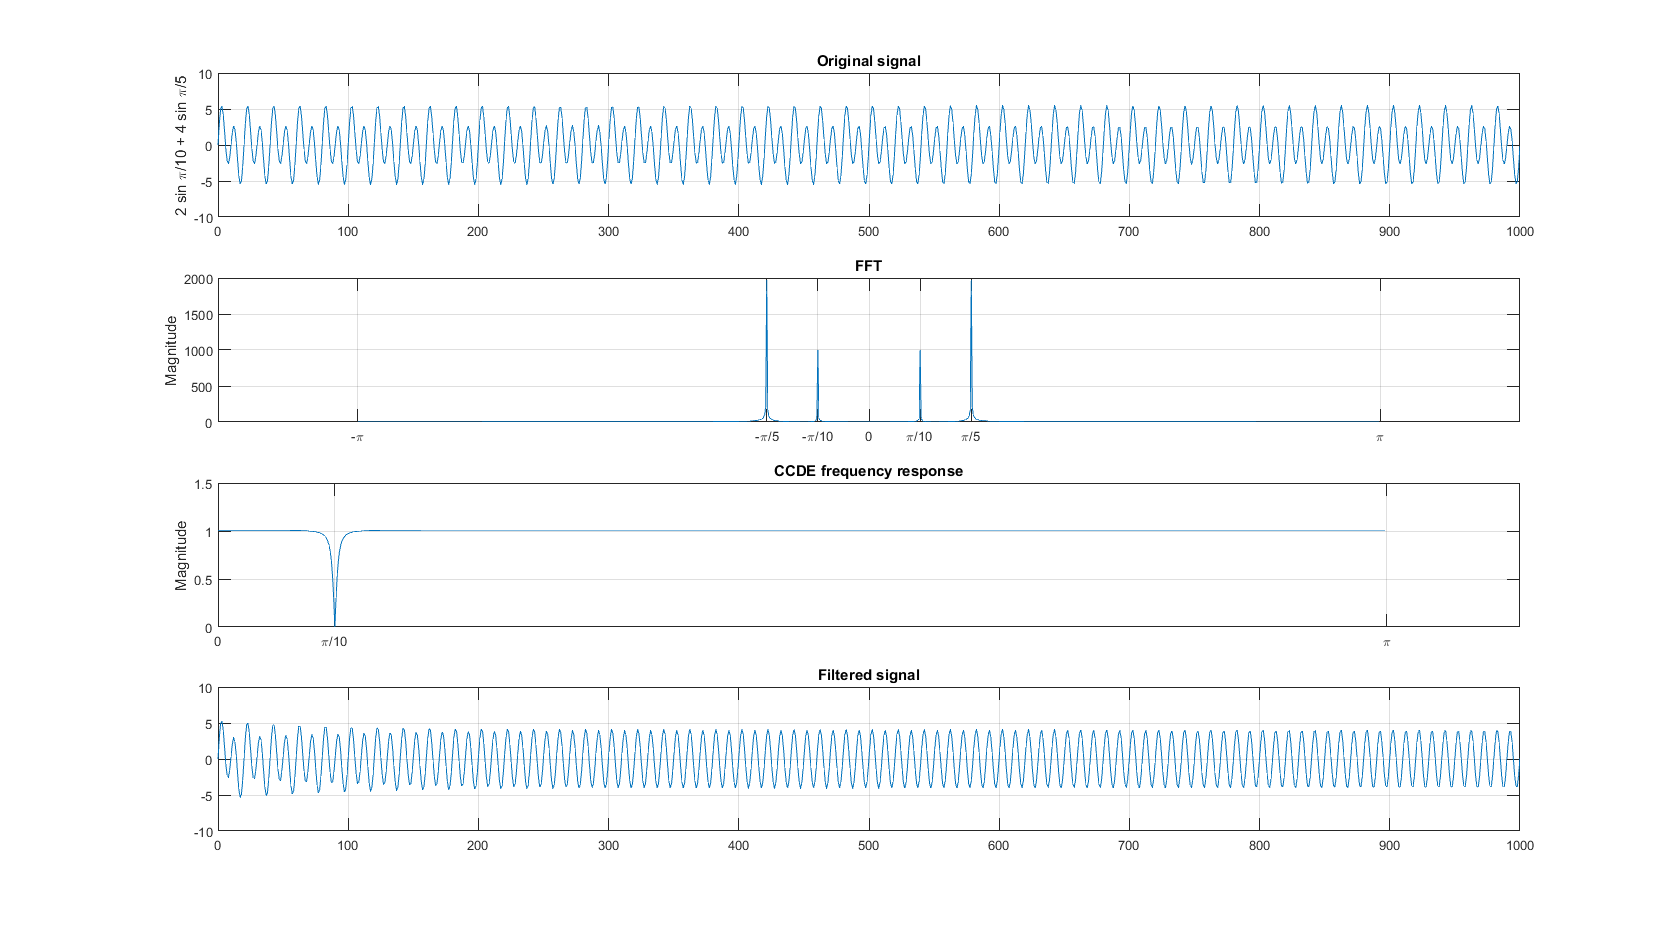 Original signal
2 sin π/10 + 4 sin π/5
10
5
0
-5
-10
0 100 200 300 400 500 600 700 800 900 1000
FFT
Magnitude
2000
1500
1000
500
0
-π -π/5 -π/10 0 π/10 π/5 π
CCDE frequency response
Magnitude
1.5
1
0.5
0
0 π/10 π
Filtered signal
10
5
0
-5
-10
0 100 200 300 400 500 600 700 800 900 1000